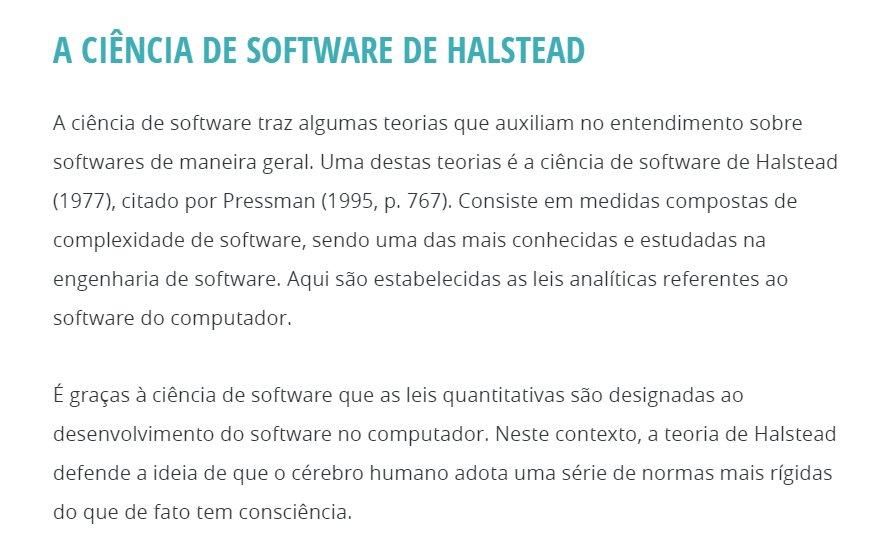 A CIÊNCIA DE SOFTWARE DE HALSTEAD
A ciência de software traz algumas teorias que auxiliam no entendimento sobre
softwares de maneira geral. Uma destas teorias é a ciência de software de Halstead
(1977), citado por Pressman (1995, p. 767). Consiste em medidas compostas de
complexidade de software, sendo uma das mais conhecidas e estudadas na
engenharia de software. Aqui são estabelecidas as leis analíticas referentes ao
software do computador.
É graças à ciência de software que as leis quantitativas são designadas ao
desenvolvimento do software no computador. Neste contexto, a teoria de Halstead
defende a ideia de que o cérebro humano adota uma série de normas mais rígidas
do que de fato tem consciência.